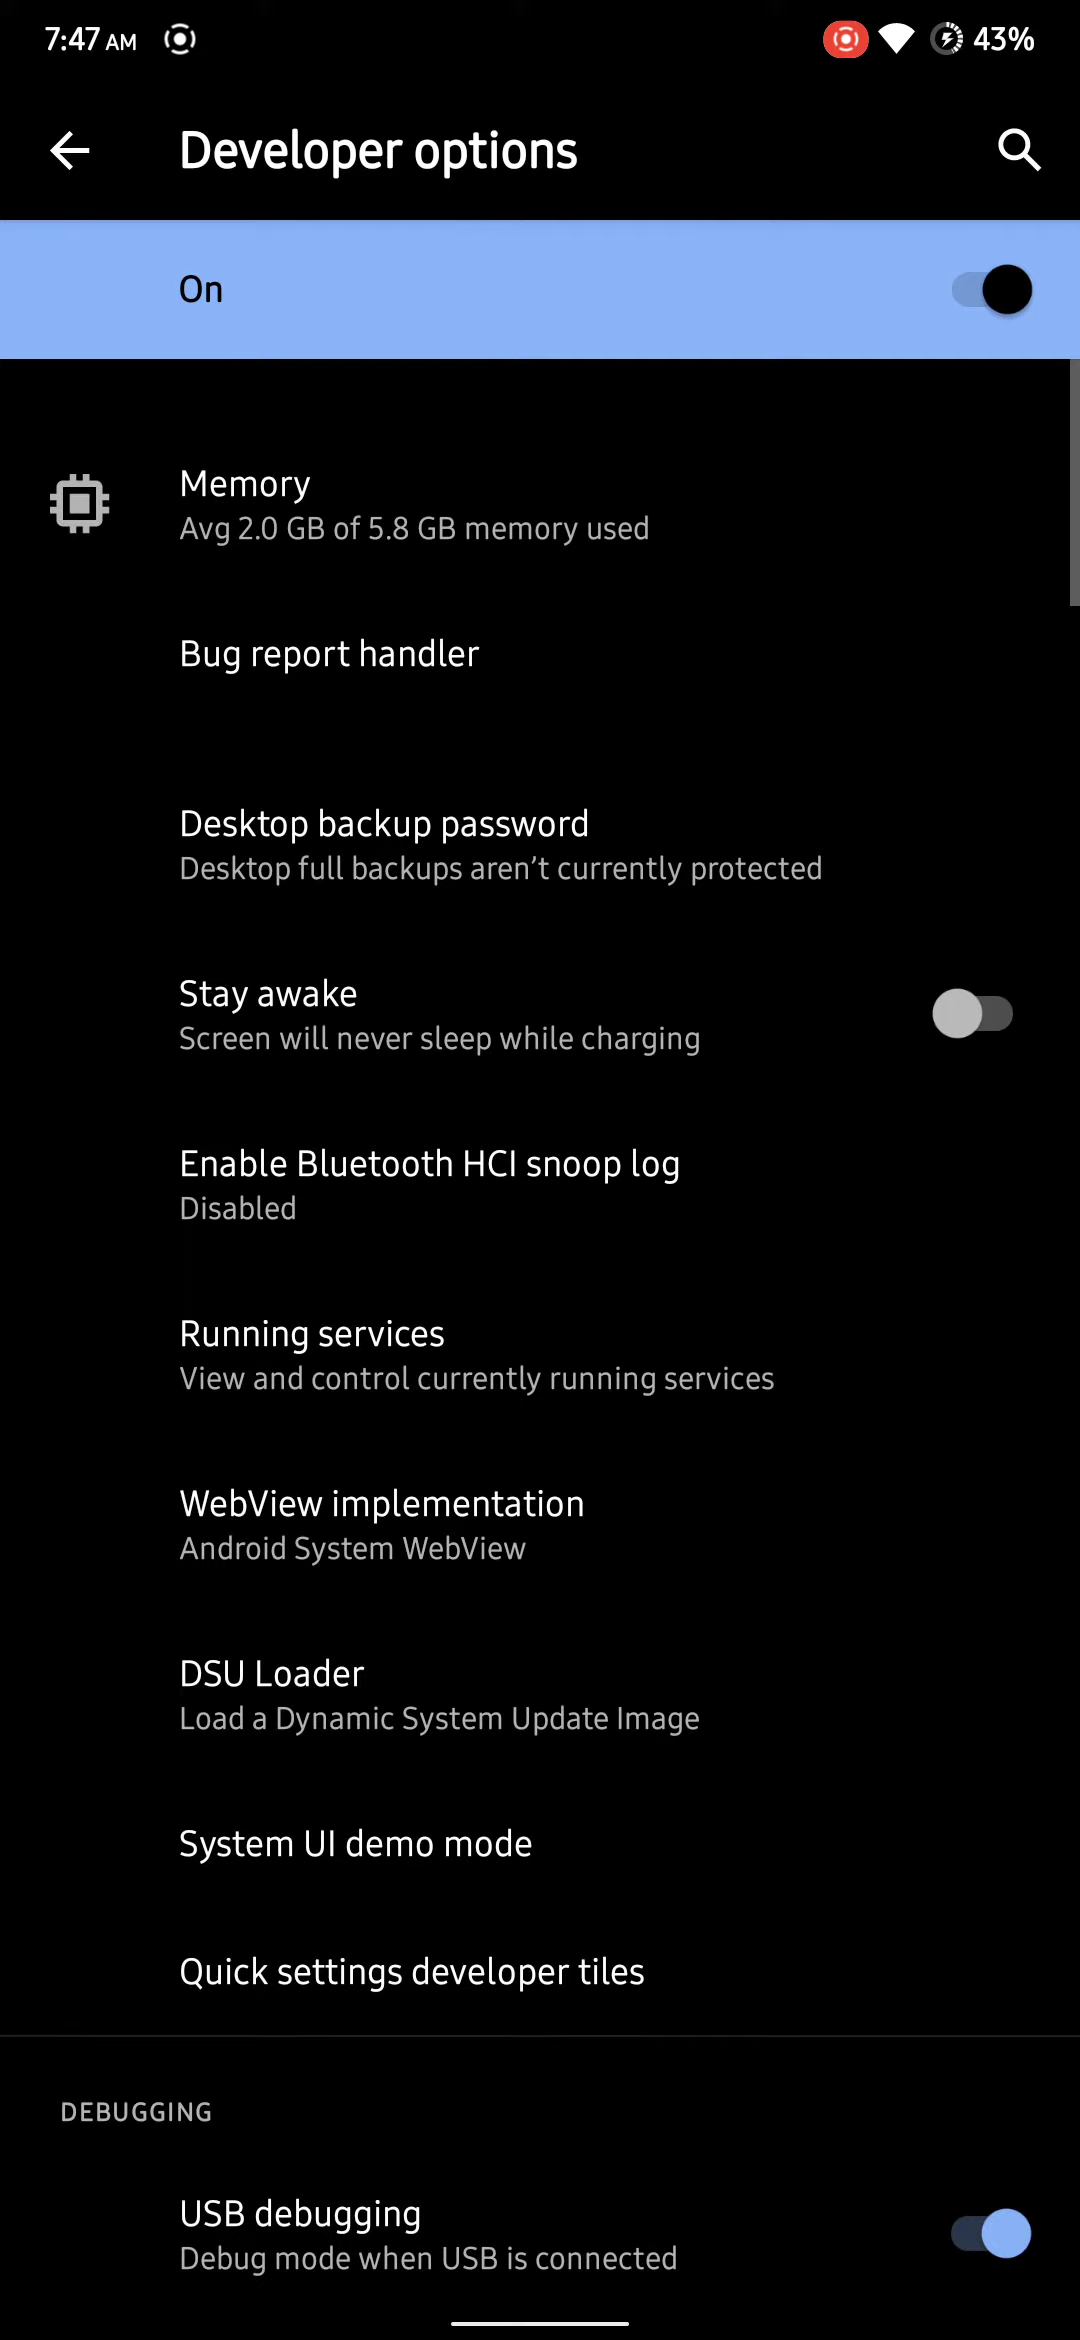 7:47 AM 43%
Developer options
On
Memory
Avg 2.0 GB of 5.8 GB memory used
Bug report handler
Desktop backup password
Desktop full backups aren’t currently protected
Stay awake
Screen will never sleep while charging
Enable Bluetooth HCI snoop log
Disabled
Running services
View and control currently running services
WebView implementation
Android System WebView
DSU Loader
Load a Dynamic System Update Image
System UI demo mode
Quick settings developer tiles
DEBUGGING
USB debugging
Debug mode when USB is connected